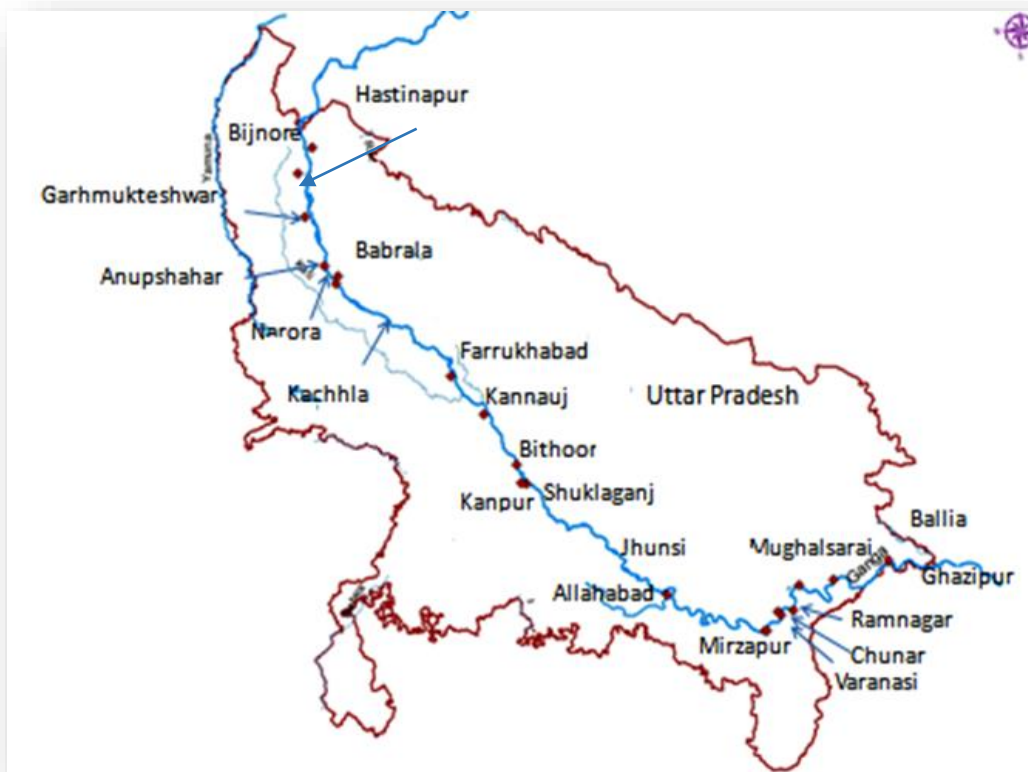 Hastinapur
Bijnore
Yamuna
Garhmukteshwar
Babrala
Anupshahar
Narora
Farrukhabad
Kachhla
Kannauj
Uttar Pradesh
Bithoor
Kanpur
Shuklaganj
Ballia
Jhunsi
Mughalsarai
Ganga
Ghazipur
Allahabad
Ramnagar
Mirzapur
Chunar
Varanasi